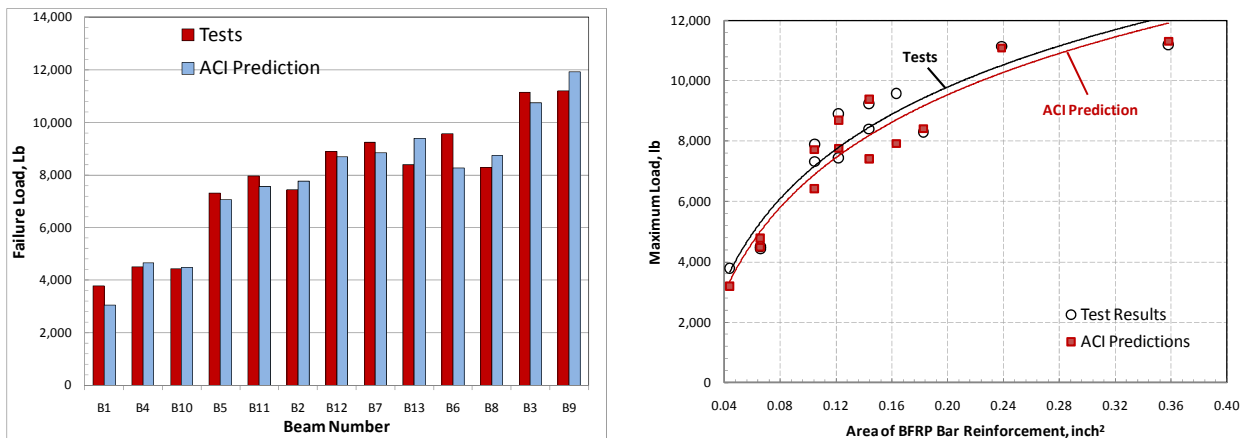 14,000
12,000
10,000
8,000
6,000
4,000
2,000
0
Failure Load, Lb
Tests
ACI Prediction
B1 B4 B10 B5 B11 B2 B12 B7 B13 B6 B8 B3 B9
Beam Number
12,000
10,000
8,000
6,000
4,000
2,000
0
Maximum Load, lb
Tests
ACI Prediction
Test Results
ACI Predictions
0.04 0.08 0.12 0.16 0.20 0.24 0.28 0.32 0.36 0.40
Area of BFRP Bar Reinforcement, inch²